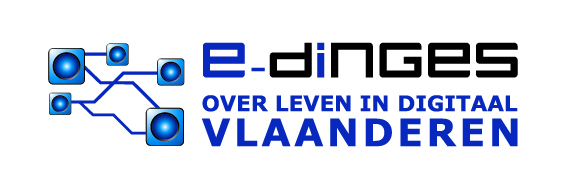 e-dinges
OVER LEVEN IN DIGITAAL
VLAANDEREN